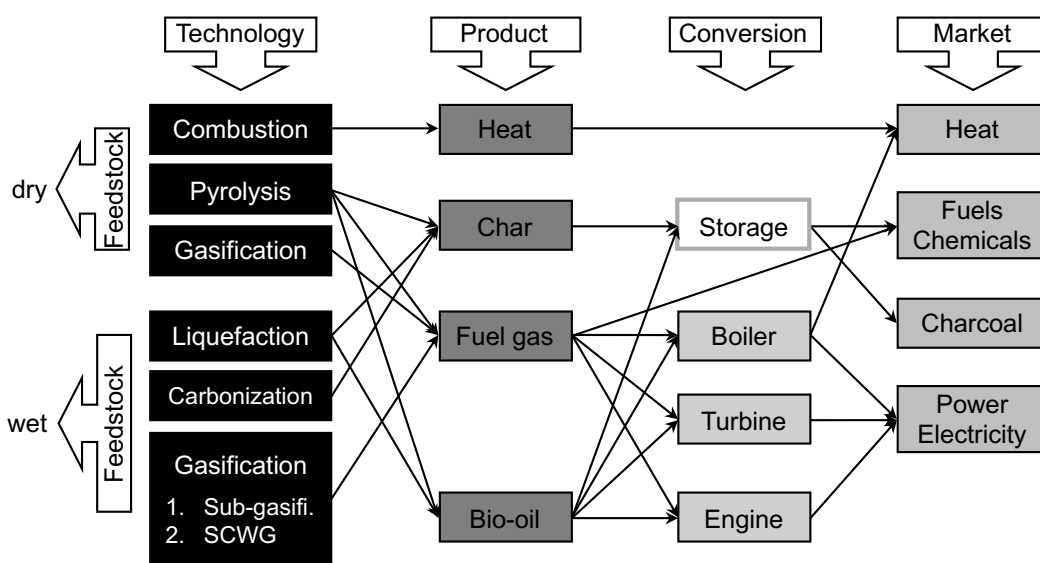 Technology
Product
Conversion
Market
dry
Feedstock
Combustion
Heat
Heat
Pyrolysis
Char
Storage
Fuels
Chemicals
Gasification
wet
Feedstock
Liquefaction
Fuel gas
Boiler
Charcoal
Carbonization
Turbine
Power
Electricity
Gasification
1. Sub-gasifi.
2. SCWG
Bio-oil
Engine